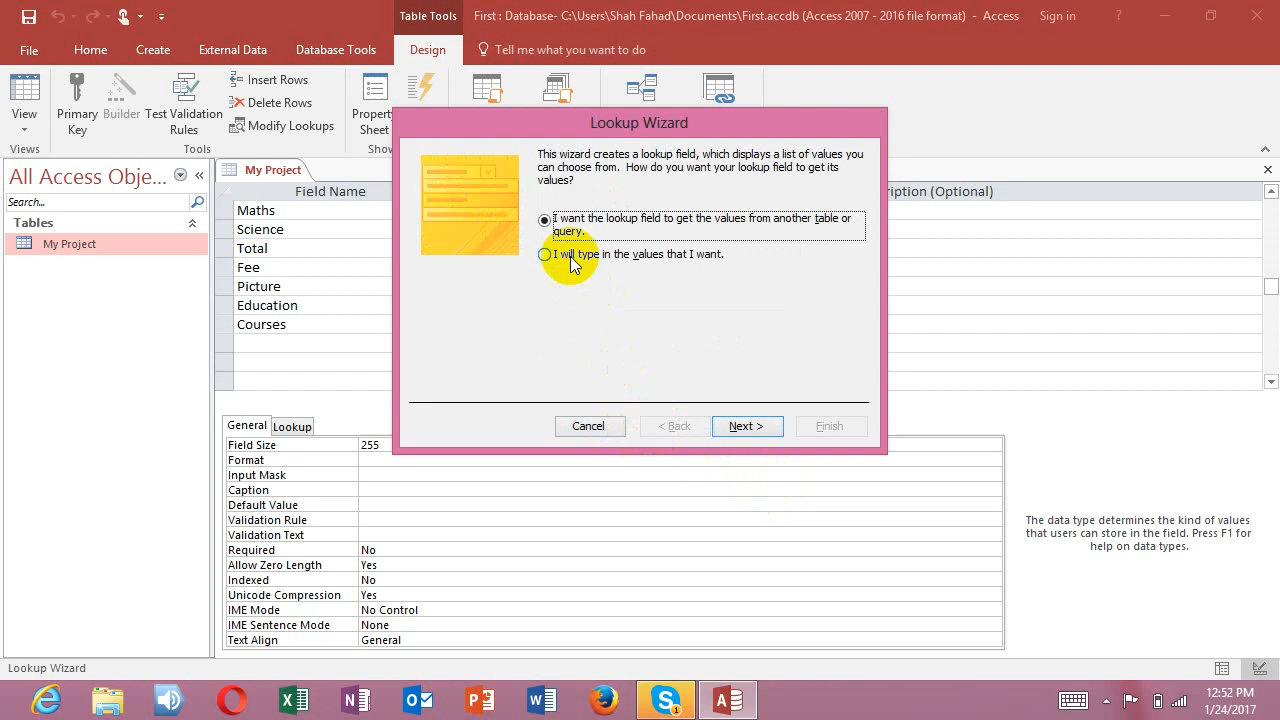 Table Tools
First : Database- C:\Users\Shah Fahad\Documents\First.accdb (Access 2007 - 2016 file format) - Access
Sign in
?
File
Home
Create
External Data
Database Tools
Design
Tell me what you want to do
View
Primary
Key
Builder
Test Validation
Rules
Insert Rows
Delete Rows
Modify Lookups
Property
Sheet
Views
Tools
Lookup Wizard
This wizard creates a lookup field, which displays a list of values you
can choose from. How do you want your lookup field to get its
values?
I want the lookup field to get the values from another table or
query.
I will type in the values that I want.
Cancel
< Back
Next >
Finish
All Access Obje...
Search...
Tables
My Project
My Project
Field Name
ription (Optional)
Maths
Science
Total
Fee
Picture
Education
Courses
General
Lookup
Field Size 255
Format
Input Mask
Caption
Default Value
Validation Rule
Validation Text
Required No
Allow Zero Length Yes
Indexed No
Unicode Compression Yes
IME Mode No Control
IME Sentence Mode None
Text Align General
The data type determines the kind of values
that users can store in the field. Press F1 for
help on data types.
Lookup Wizard
12:52 PM
1/24/2017